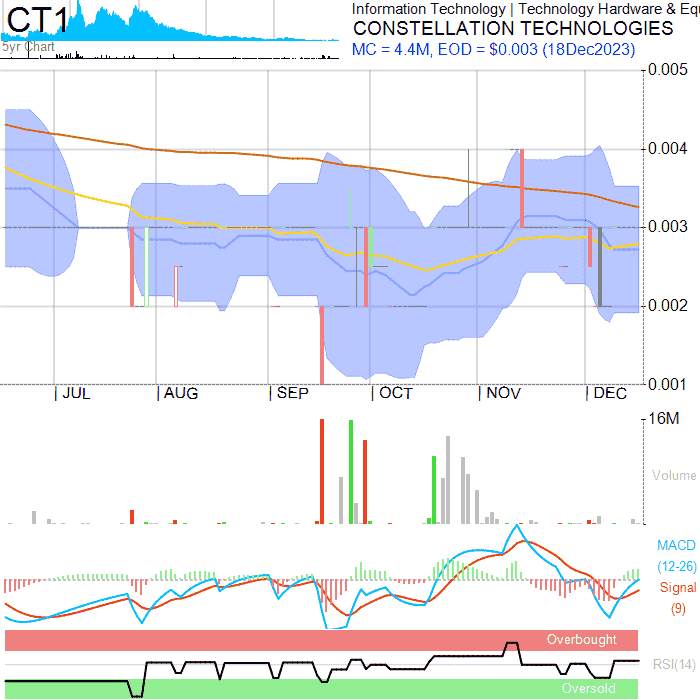 CT1
5yr Chart
Information Technology | Technology Hardware & Equ
CONSTELLATION TECHNOLOGIES
MC = 4.4M, EOD = $0.003 (18Dec2023)
0.005
0.004
0.003
0.002
0.001
| JUL | AUG | SEP | OCT | NOV | DEC
16M
Volume
MACD
(12-26)
Signal
(9)
Overbought
RSI(14)
Oversold